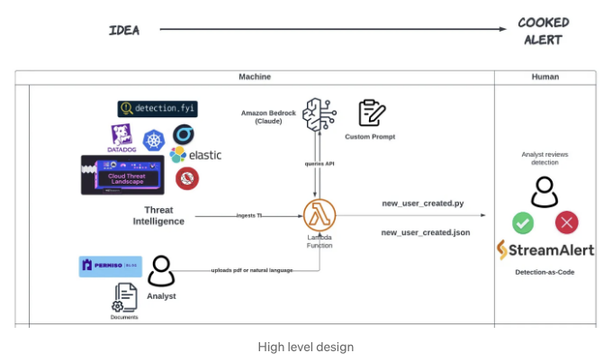 IDEA
COOKED
ALERT
Machine
Human
detection.fyi
Amazon Bedrock
(Claude)
Custom Prompt
DATADOG
elastic
Cloud Threat
Landscape
queries API
Analyst reviews
detection
Threat
Intelligence
ingests TI
Lambda
Function
new_user_created.py
new_user_created.json
StreamAlert
Detection-as-Code
PERMISO
uploads pdf or natural language
Analyst
Documents
High level design